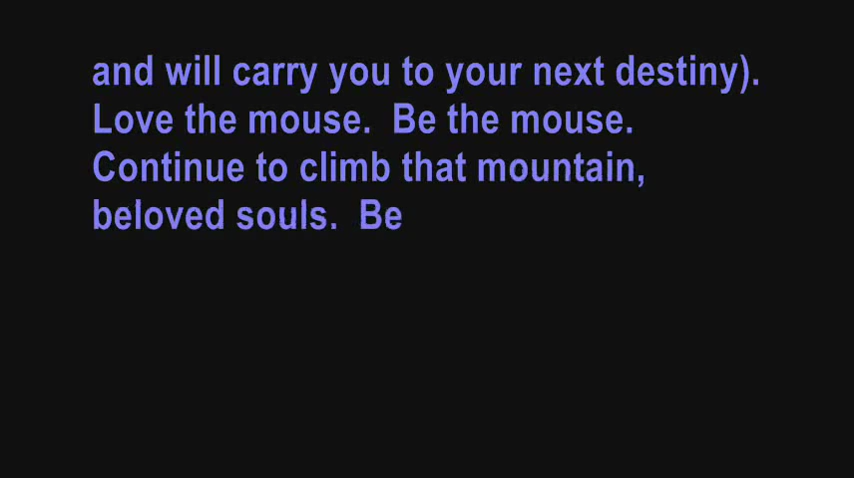 and will carry you to your next destiny).
Love the mouse.  Be the mouse.
Continue to climb that mountain,
beloved souls.  Be